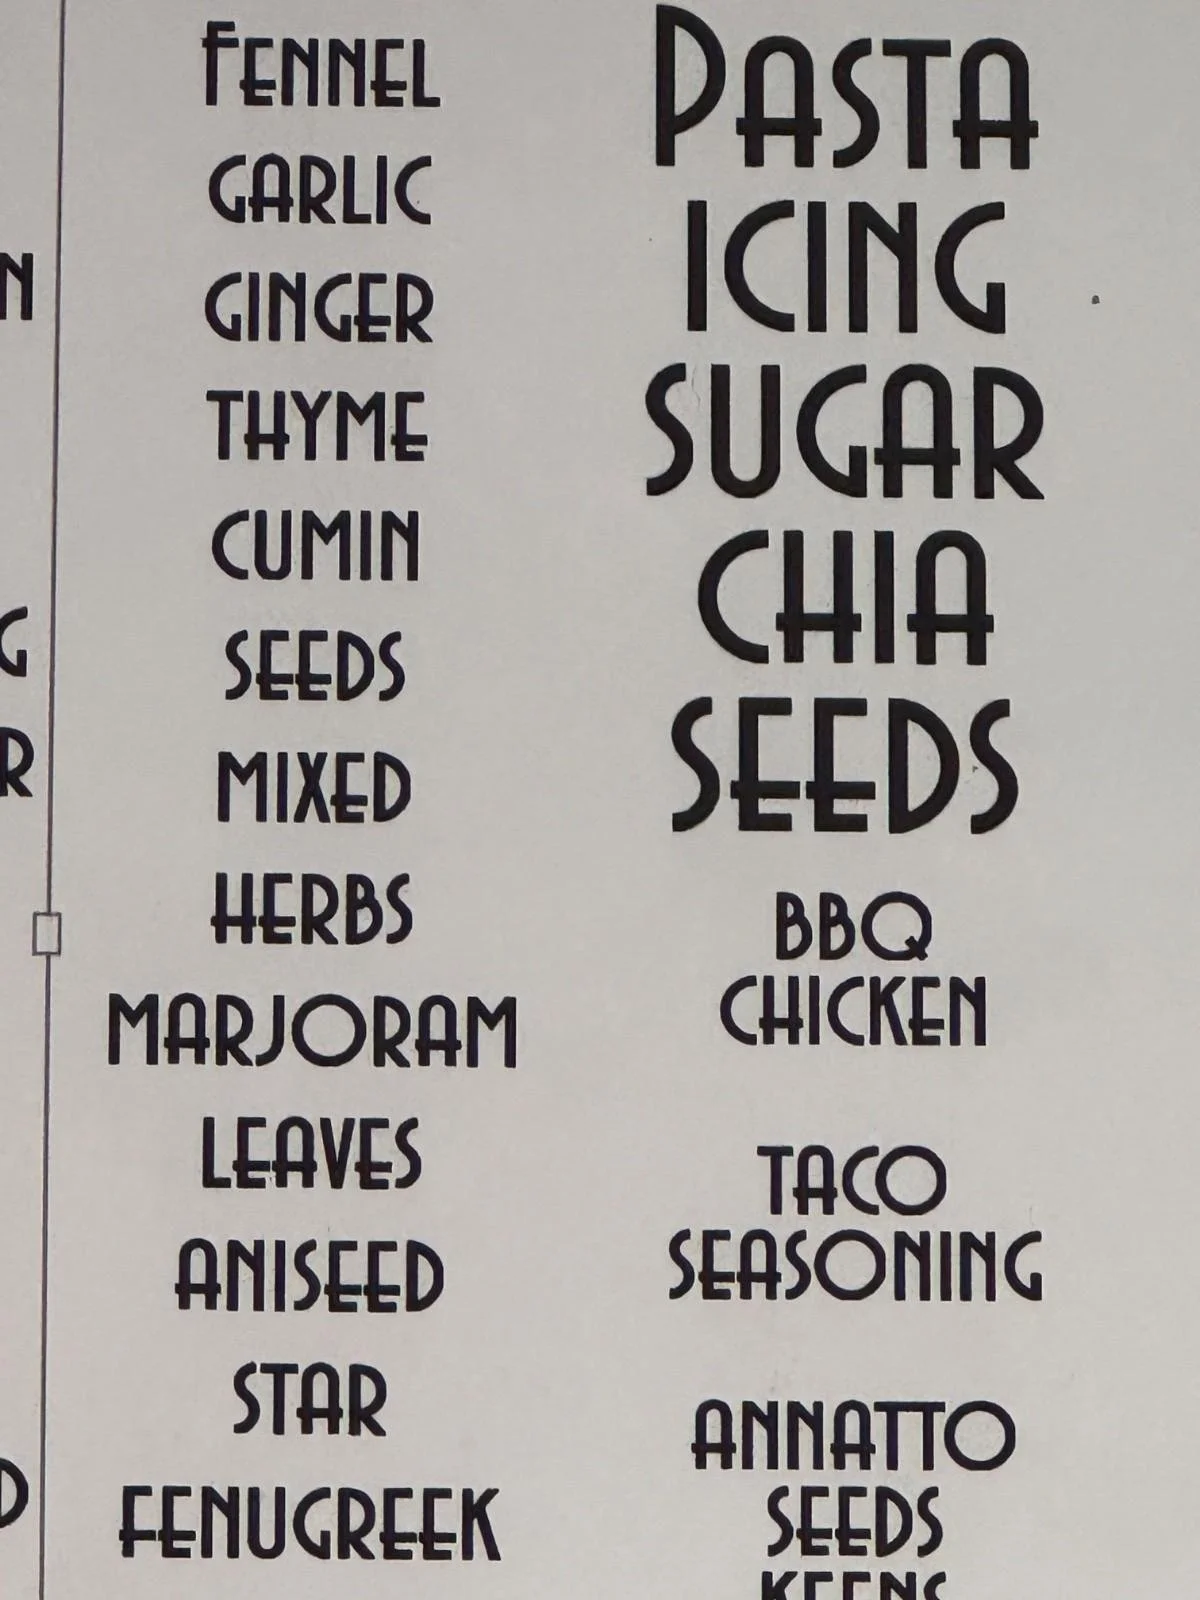 FENNEL
GARLIC
GINGER
THYME
CUMIN
SEEDS
MIXED
HERBS
MARJORAM
LEAVES
ANISEED
STAR
FENUGREEK
PASTA
ICING
SUGAR
CHIA
SEEDS
BBQ
CHICKEN
TACO
SEASONING
ANNATTO
SEEDS
KEENS